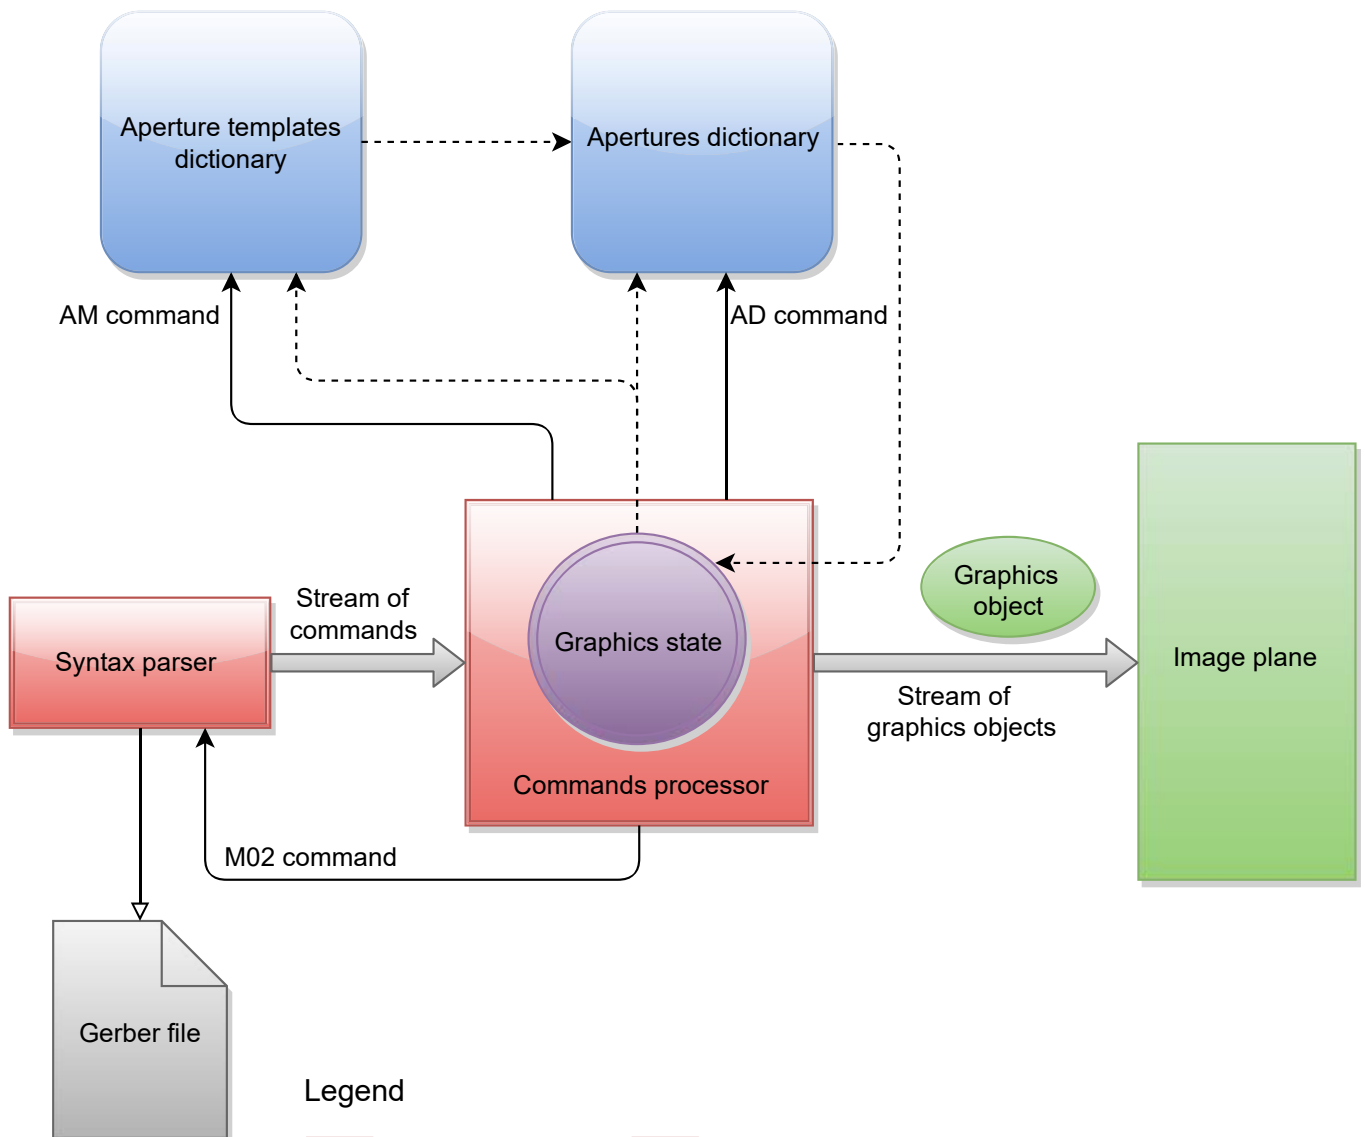 Aperture templates
dictionary
Apertures dictionary
AM command
AD command
Graphics
object
Stream of
commands
Syntax parser
Graphics state
Image plane
Stream of
graphics objects
Commands processor
M02 command
Gerber file
Legend